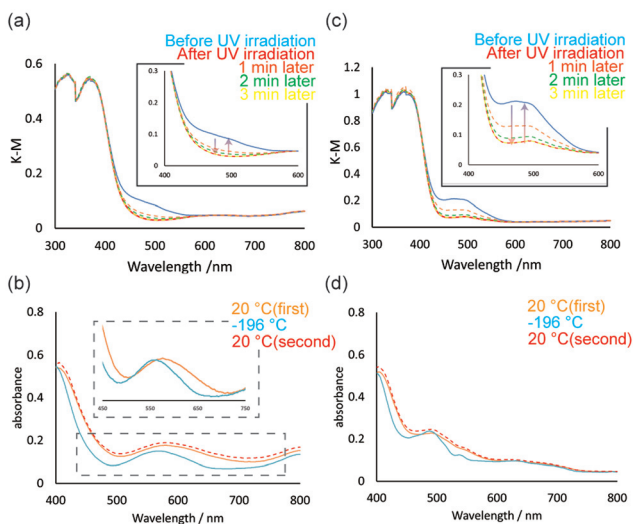 (a)
Before UV irradiation
After UV irradiation
1 min later
2 min later
3 min later
0.6
0.4
0.2
0
K-M
300 400 500 600 700 800
Wavelength /nm
0.3
0.2
0.1
0
400 500 600
(c)
Before UV irradiation
After UV irradiation
1 min later
2 min later
3 min later
1.2
1
0.8
0.6
0.4
0.2
0
K-M
300 400 500 600 700 800
Wavelength /nm
0.3
0.2
0.1
0
400 500 600
(b)
20 °C(first)
-196 °C
20 °C(second)
0.8
0.6
0.4
0.2
0
absorbance
400 500 600 700 800
Wavelength /nm
450 550 650 750
(d)
20 °C(first)
-196 °C
20 °C(second)
0.8
0.6
0.4
0.2
0
absorbance
400 500 600 700 800
Wavelength /nm